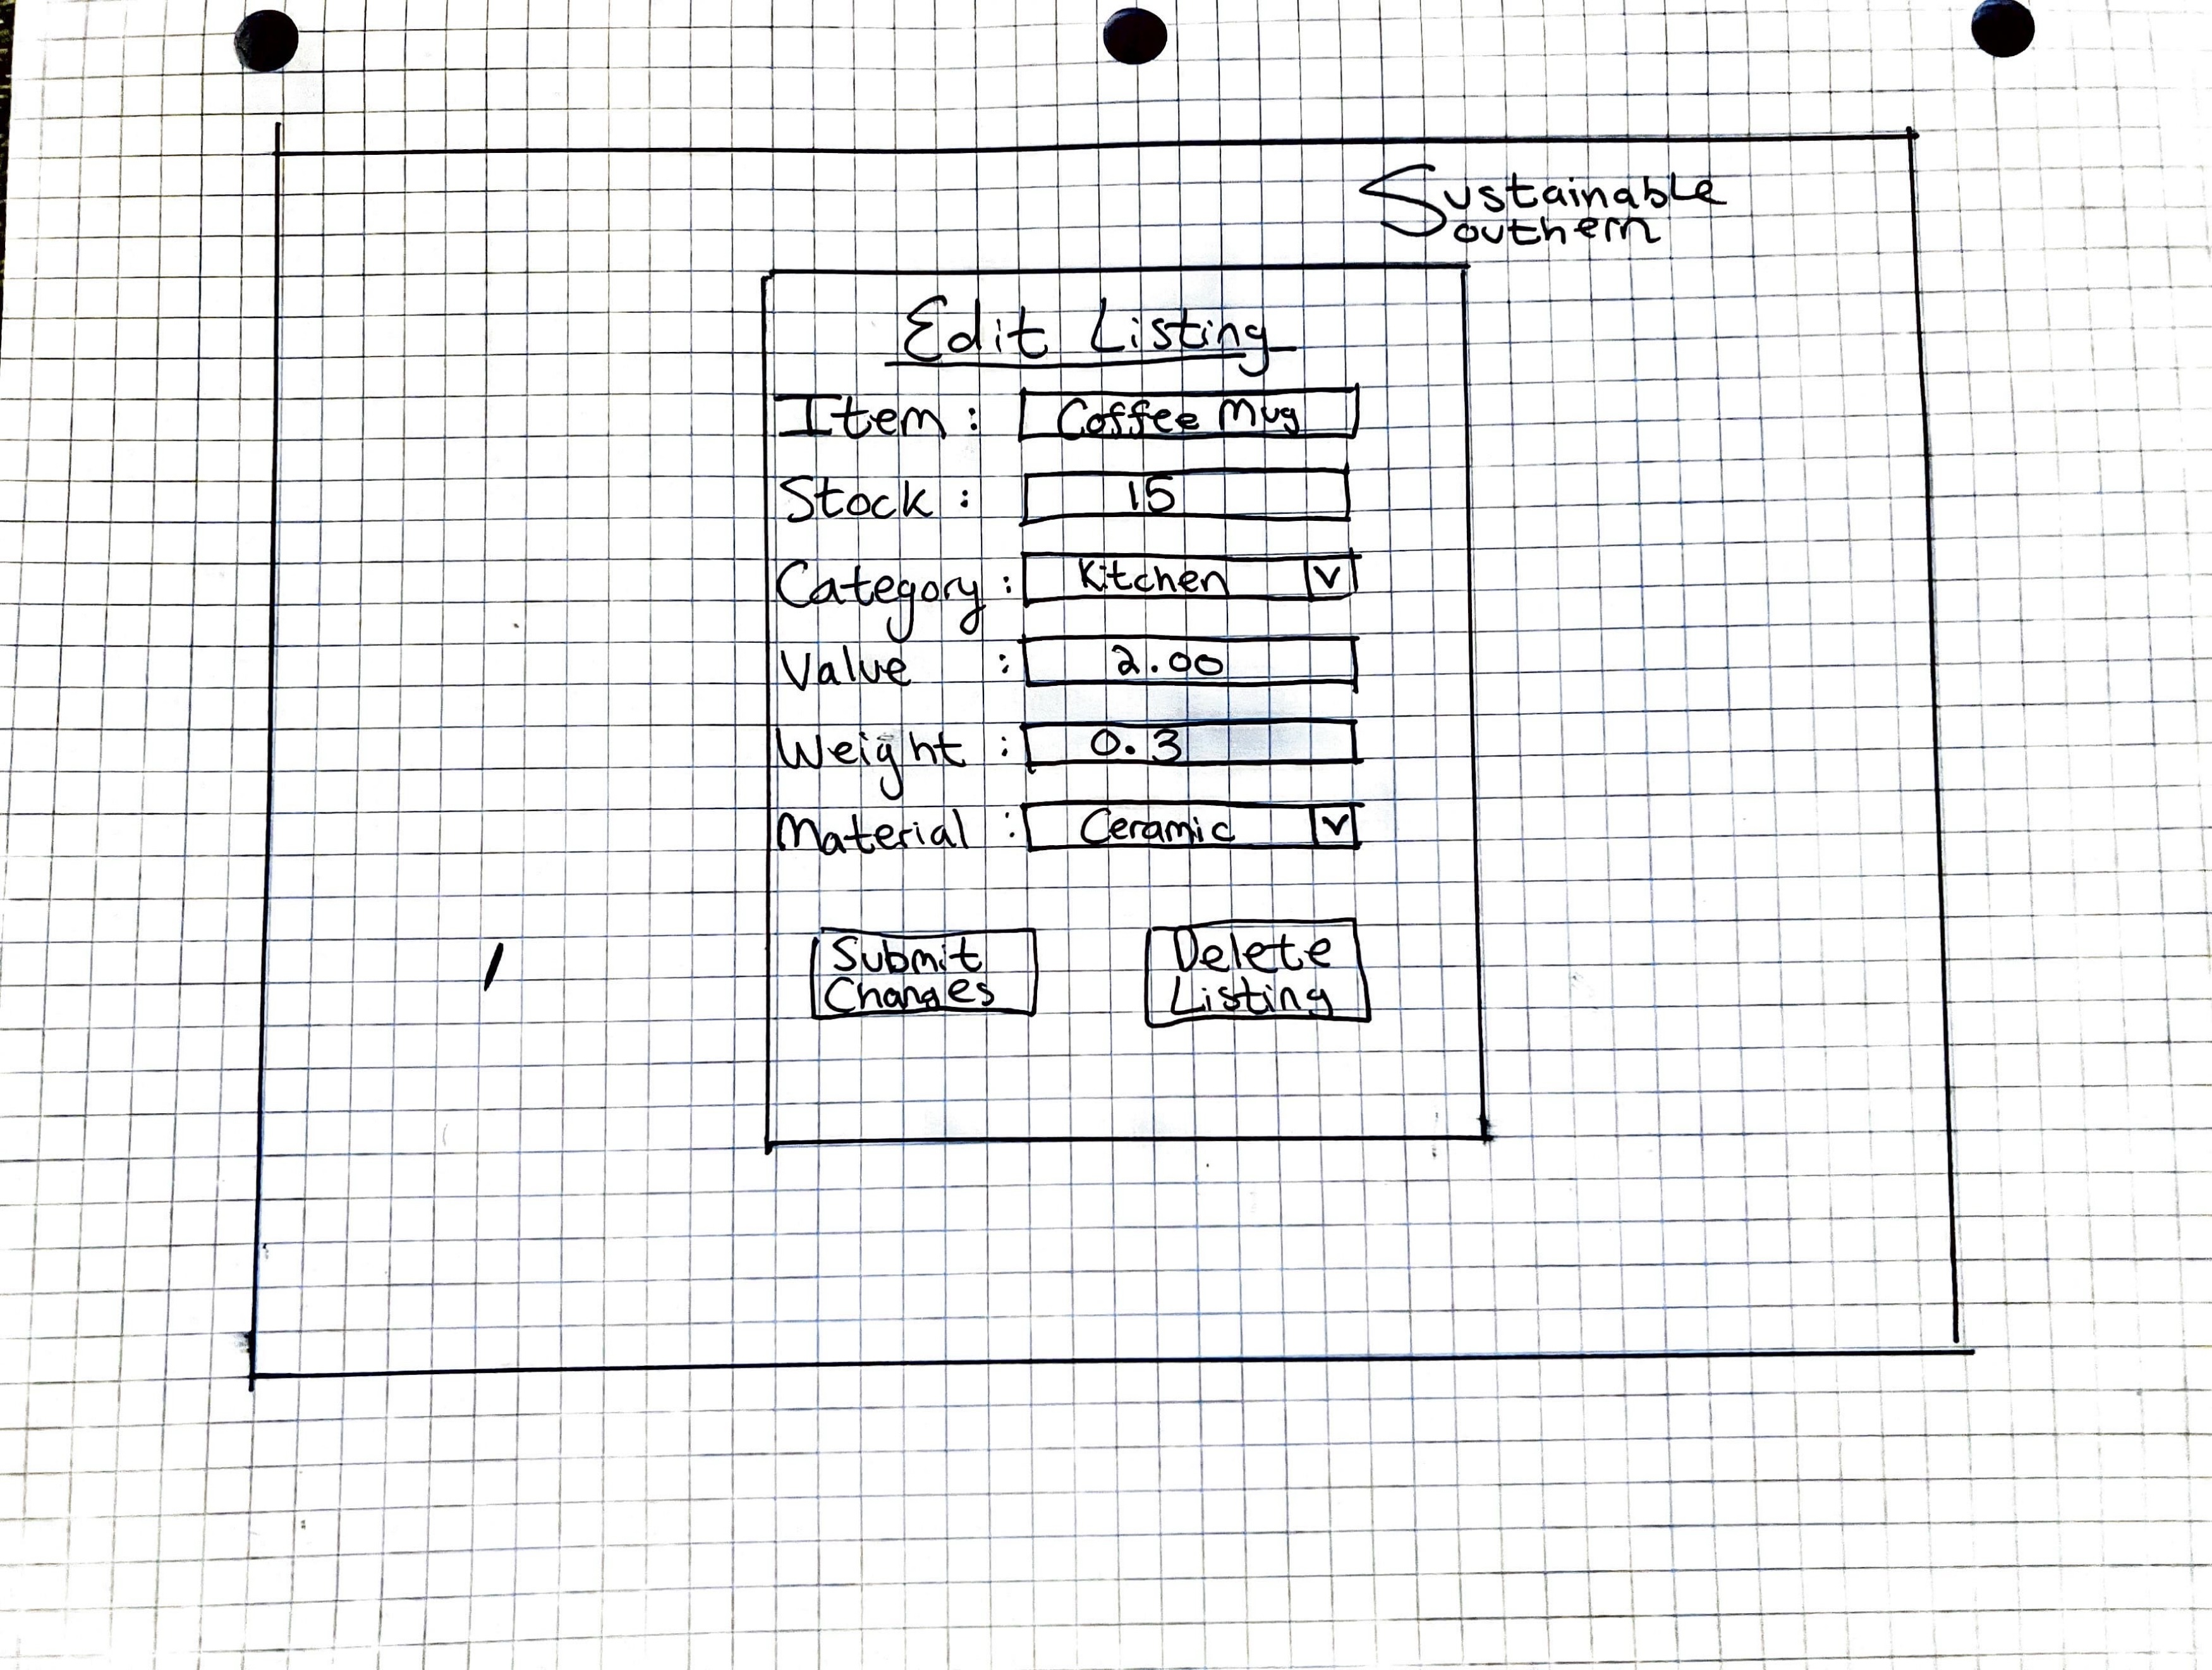 Sustainable
Southern
Edit Listing
Item : Coffee Mug
Stock : 15
Category : Kitchen V
Value : 2.00
Weight : 0.3
Material : Ceramic V
Submit
Changes
Delete
Listing